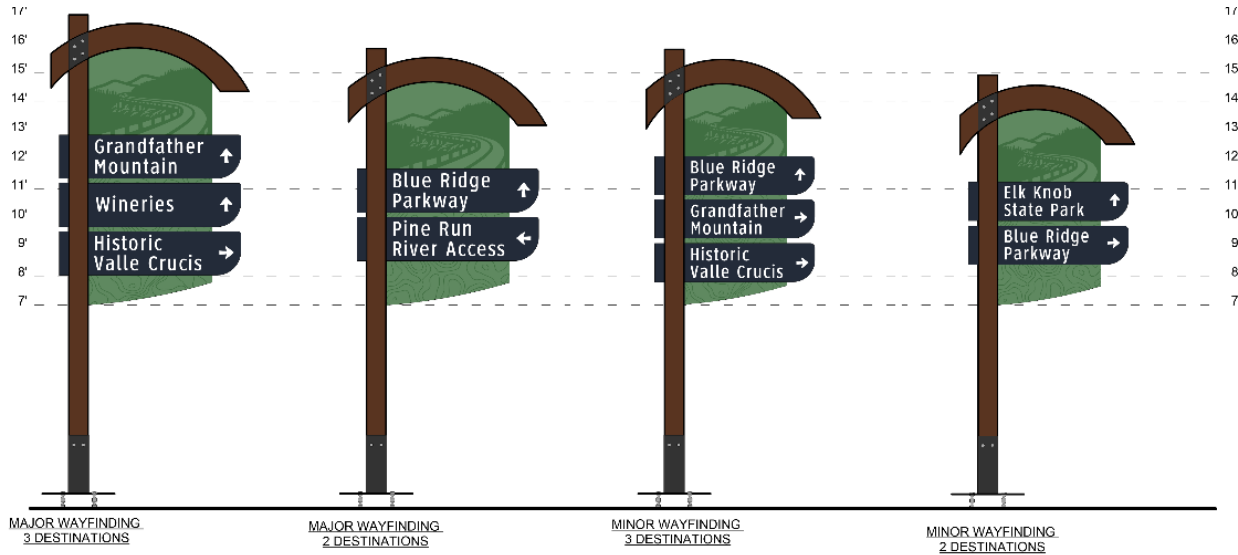 17'
16'
15'
14'
13'
12'
11'
10'
9'
8'
7'
Grandfather
Mountain
Wineries
Historic
Valle Crucis
Blue Ridge
Parkway
Pine Run
River Access
Blue Ridge
Parkway
Grandfather
Mountain
Historic
Valle Crucis
Elk Knob
State Park
Blue Ridge
Parkway
17
16
15
14
13
12
11
10
9
8
7
MAJOR WAYFINDING
3 DESTINATIONS
MAJOR WAYFINDING
2 DESTINATIONS
MINOR WAYFINDING
3 DESTINATIONS
MINOR WAYFINDING
2 DESTINATIONS